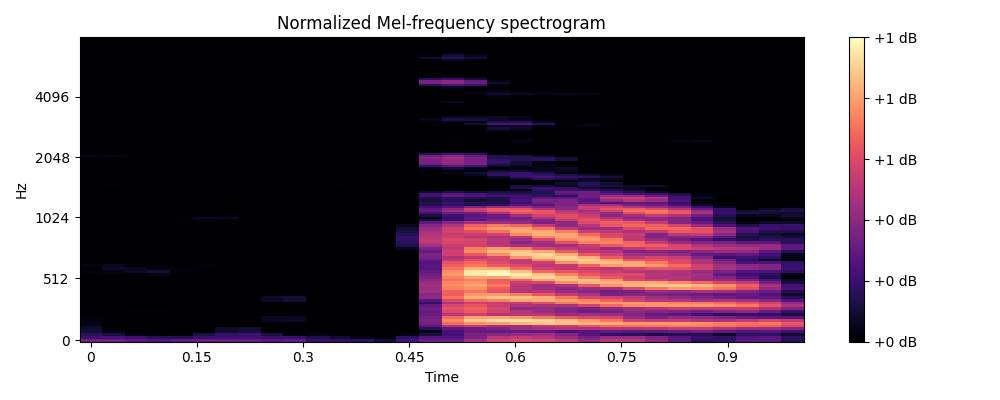 Normalized Mel-frequency spectrogram
Hz
4096
2048
1024
512
0
0 0.15 0.3 0.45 0.6 0.75 0.9
Time
+1 dB
+1 dB
+1 dB
+0 dB
+0 dB
+0 dB